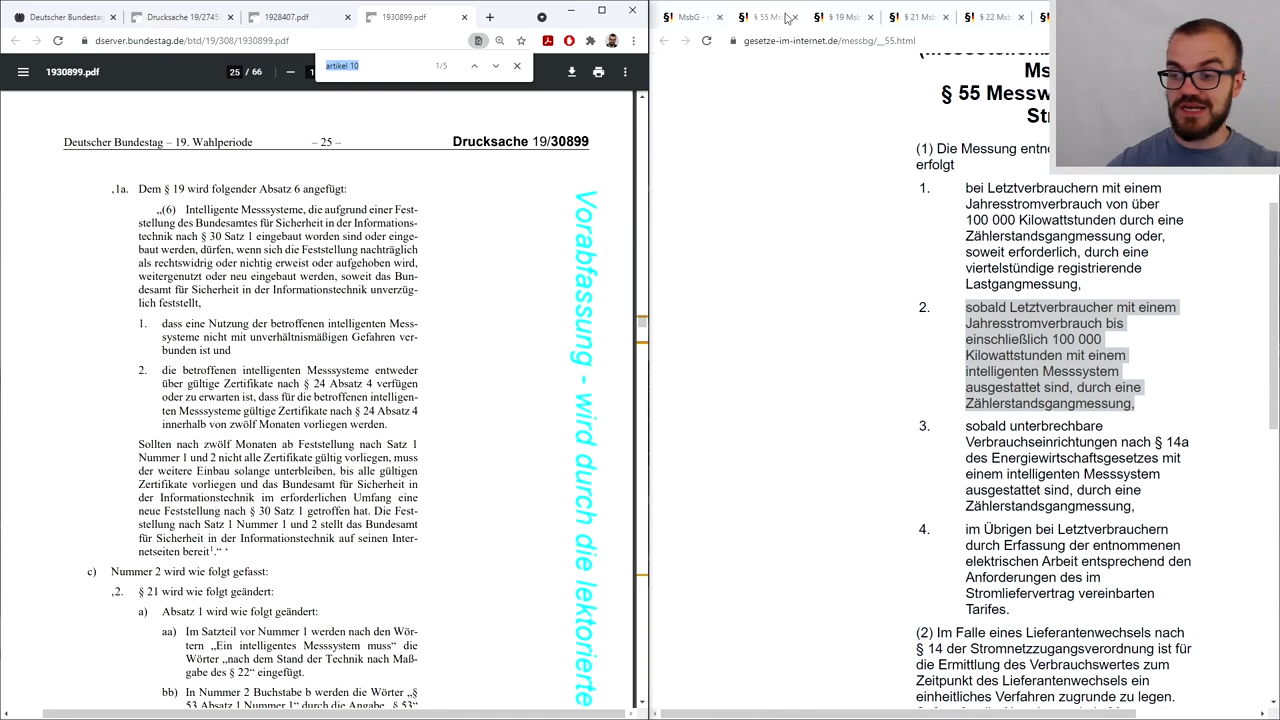 Deutscher Bundestag
Drucksache 19/2745
1928407.pdf
1930899.pdf
dserver.bundestag.de/btd/19/308/1930899.pdf
1930899.pdf
25 / 66
artikel 10
1/5
Deutscher Bundestag – 19. Wahlperiode
– 25 –
Drucksache 19/30899
‚1a. Dem § 19 wird folgender Absatz 6 angefügt:
„(6) Intelligente Messsysteme, die aufgrund einer Fest-
stellung des Bundesamtes für Sicherheit in der Informations-
technik nach § 30 Satz 1 eingebaut worden sind oder einge-
baut werden, dürfen, wenn sich die Feststellung nachträglich
als rechtswidrig oder nichtig erweist oder aufgehoben wird,
weitergenutzt oder neu eingebaut werden, soweit das Bun-
desamt für Sicherheit in der Informationstechnik unverzüg-
lich feststellt,
1. dass eine Nutzung der betroffenen intelligenten Mess-
systeme nicht mit unverhältnismäßigen Gefahren ver-
bunden ist und
2. die betroffenen intelligenten Messsysteme entweder
über gültige Zertifikate nach § 24 Absatz 4 verfügen
oder zu erwarten ist, dass für die betroffenen intelligen-
ten Messsysteme gültige Zertifikate nach § 24 Absatz 4
innerhalb von zwölf Monaten vorliegen werden.
Sollten nach zwölf Monaten ab Feststellung nach Satz 1
Nummer 1 und 2 nicht alle Zertifikate gültig vorliegen, muss
der weitere Einbau solange unterbleiben, bis alle gültigen
Zertifikate vorliegen und das Bundesamt für Sicherheit in
der Informationstechnik im erforderlichen Umfang eine
neue Feststellung nach § 30 Satz 1 getroffen hat. Die Fest-
stellung nach Satz 1 Nummer 1 und 2 stellt das Bundesamt
für Sicherheit in der Informationstechnik auf seinen Inter-
netseiten bereit¹.“ ‘
c) Nummer 2 wird wie folgt gefasst:
‚2. § 21 wird wie folgt geändert:
a) Absatz 1 wird wie folgt geändert:
aa) Im Satzteil vor Nummer 1 werden nach den Wör-
tern „Ein intelligentes Messsystem muss“ die
Wörter „nach dem Stand der Technik nach Maß-
gabe des § 22“ eingefügt.
bb) In Nummer 2 Buchstabe b werden die Wörter „§
53 Absatz 1 Nummer 1“ durch die Angabe „§ 53“
Vorabfassung - wird durch die lektorierte
MsbG -
§ 55 Ms
§ 19 Msb
§ 21 Msb
§ 22 Msb
gesetze-im-internet.de/messbg/__55.html
Ms
§ 55 Messw
(1) Die Messung
erfolgt
1. bei Letztverbrauchern mit einem
Jahresstromverbrauch von über
100 000 Kilowattstunden durch eine
Zählerstandsgangmessung oder,
soweit erforderlich, durch eine
viertelstündige registrierende
Lastgangmessung,
2. sobald Letztverbraucher mit einem
Jahresstromverbrauch bis
einschließlich 100 000
Kilowattstunden mit einem
intelligenten Messsystem
ausgestattet sind, durch eine
Zählerstandsgangmessung,
3. sobald unterbrechbare
Verbrauchseinrichtungen nach § 14a
des Energiewirtschaftsgesetzes mit
einem intelligenten Messsystem
ausgestattet sind, durch eine
Zählerstandsgangmessung,
4. im Übrigen bei Letztverbrauchern
durch Erfassung der entnommenen
elektrischen Arbeit entsprechend den
Anforderungen des im
Stromliefervertrag vereinbarten
Tarifes.
(2) Im Falle eines Lieferantenwechsels nach
§ 14 der Stromnetzzugangsverordnung ist für
die Ermittlung des Verbrauchswertes zum
Zeitpunkt des Lieferantenwechsels ein
einheitliches Verfahren zugrunde zu legen.